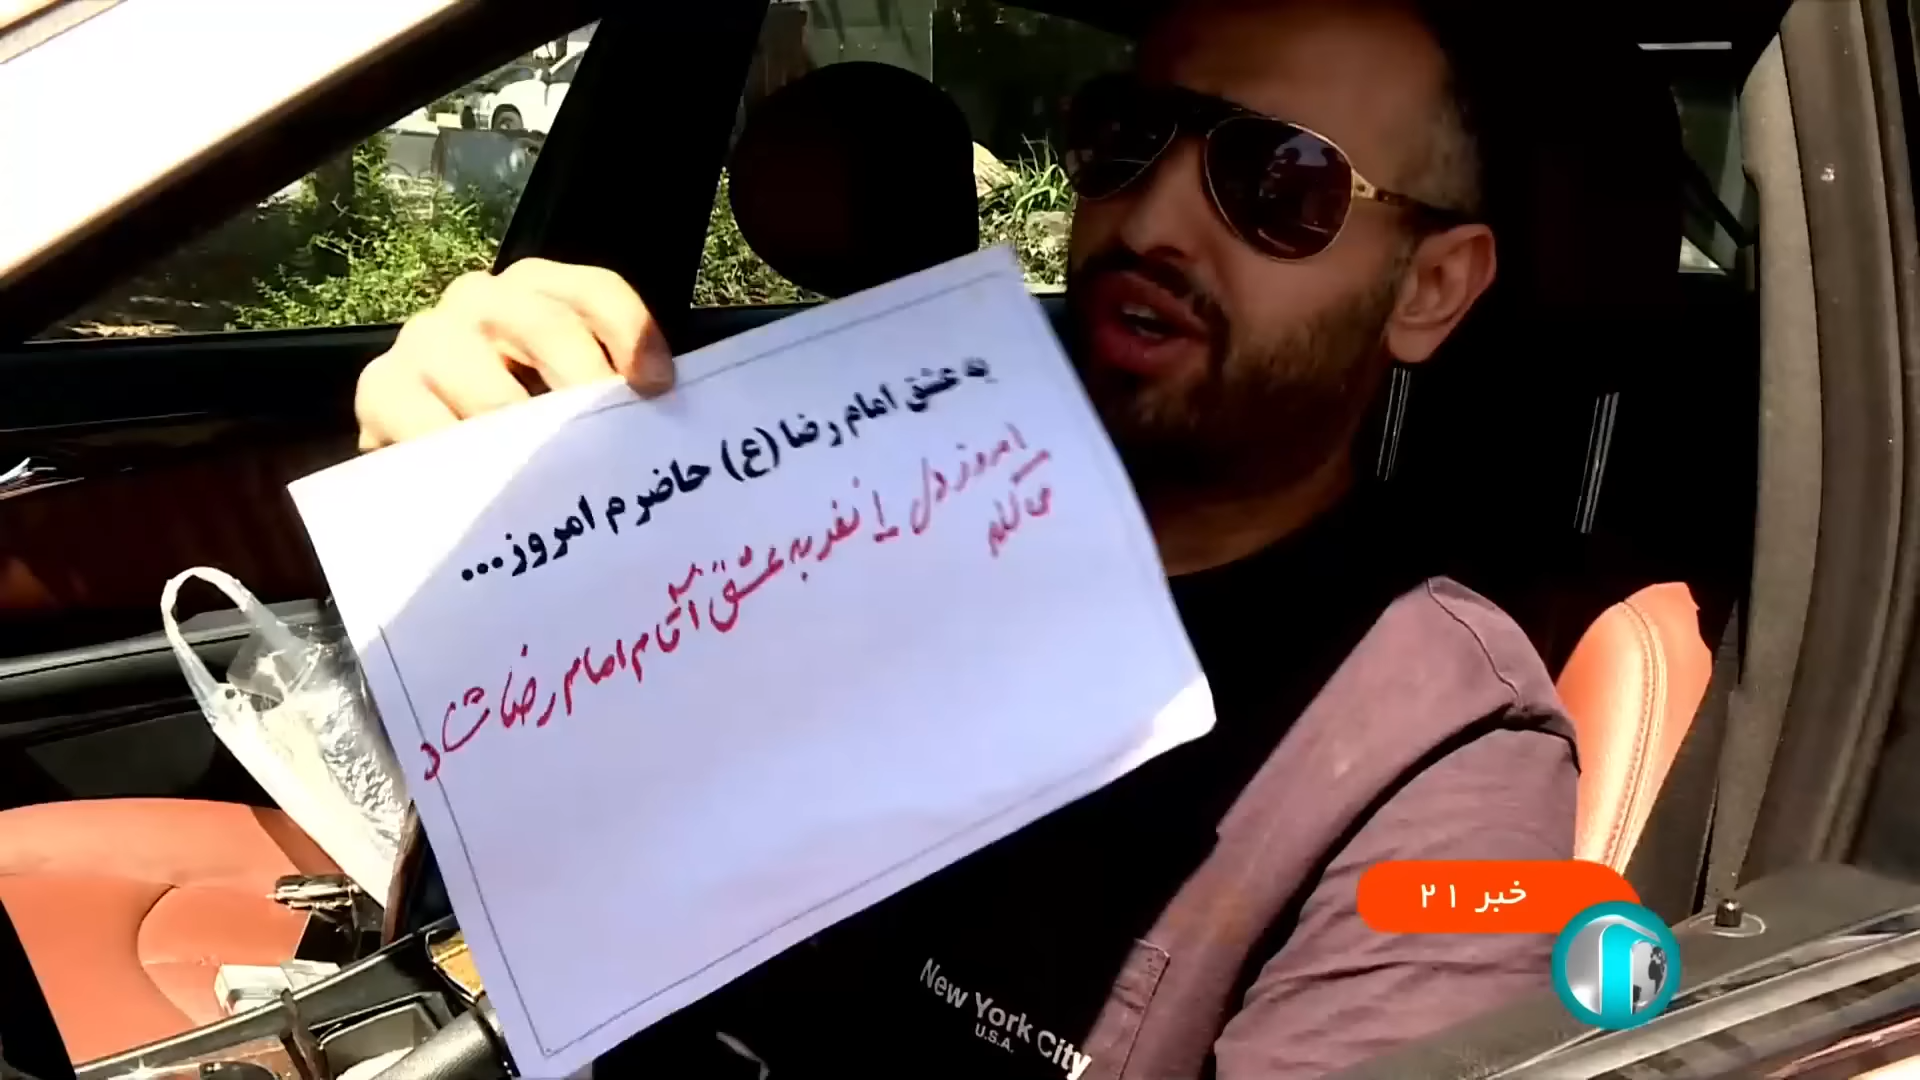 به عشق امام رضا (ع) حاضرم امروز...
امروز دل ۱۰ نفر به عشق آقام امام رضا شاد
می‌کنم
New York City
U.S.A.
خبر ۲۱